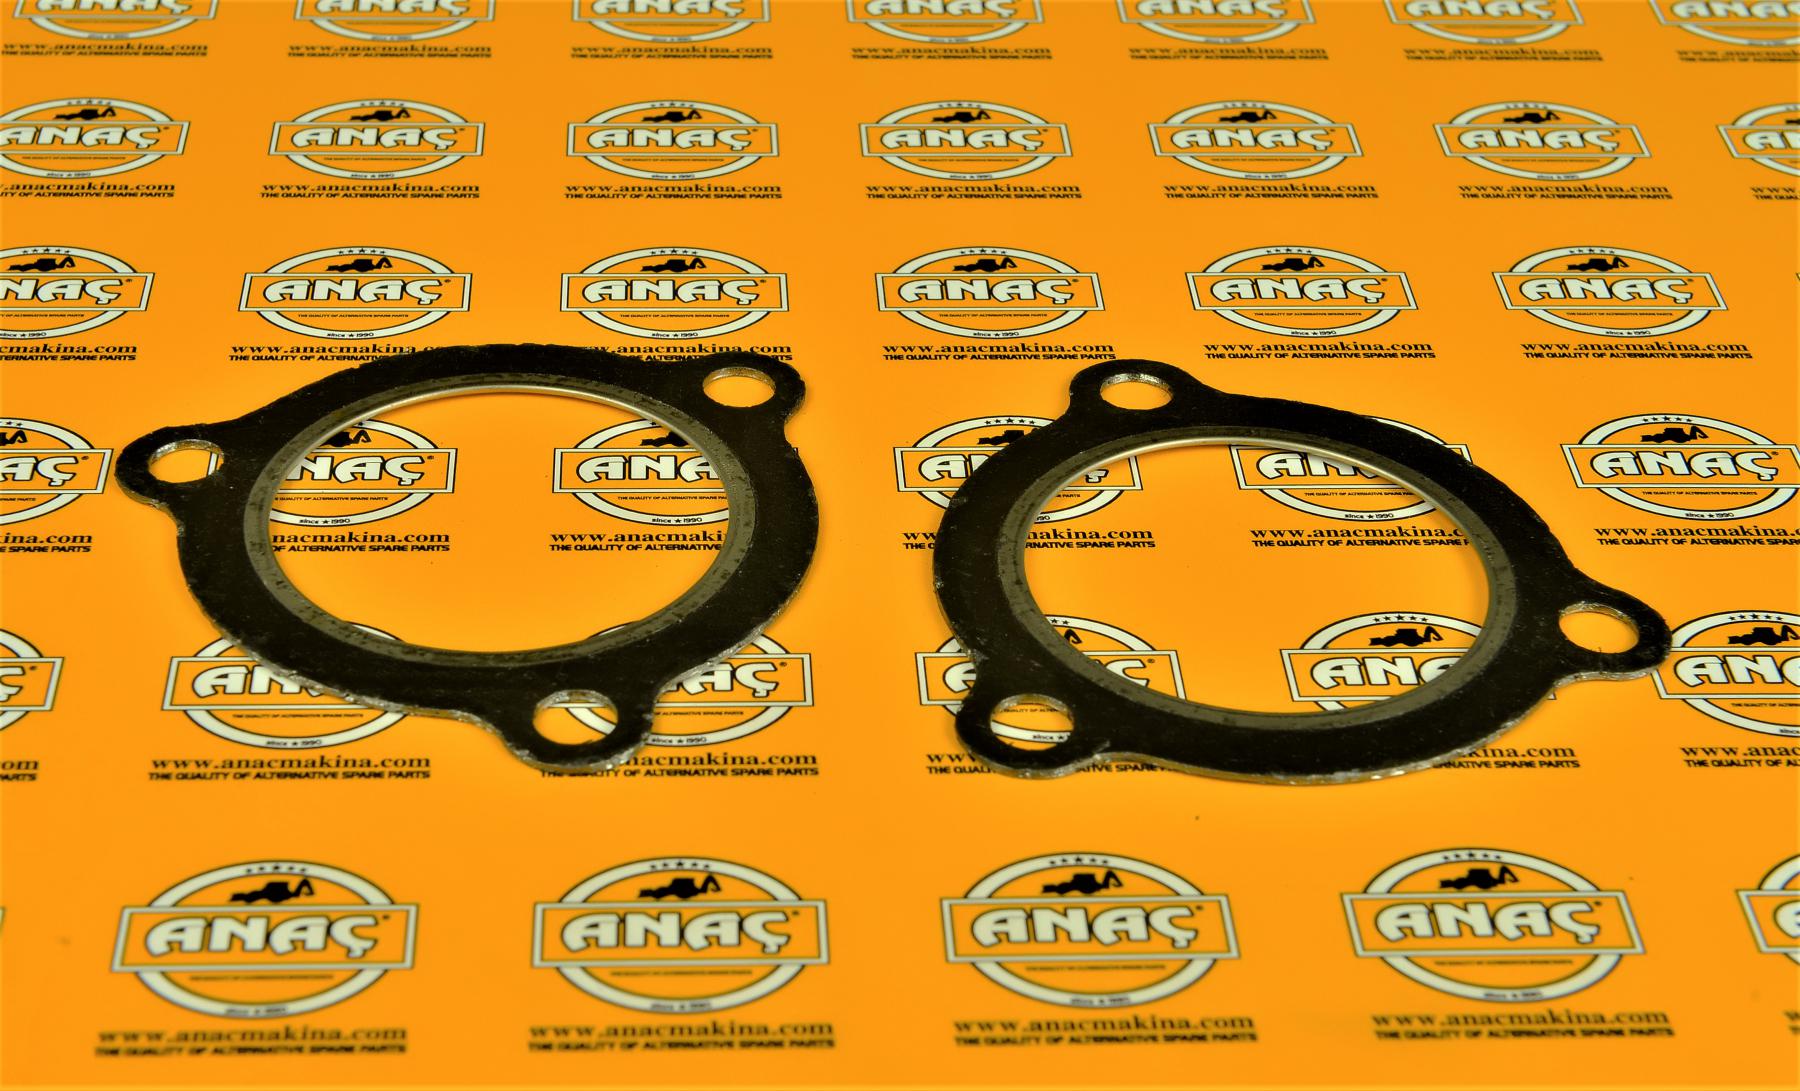 ANAÇ
THE QUALITY OF ALTERNATIVE SPARE PARTS
since ★ 1990
www.anacmakina.com
THE QUALITY OF ALTERNATIVE SPARE PARTS